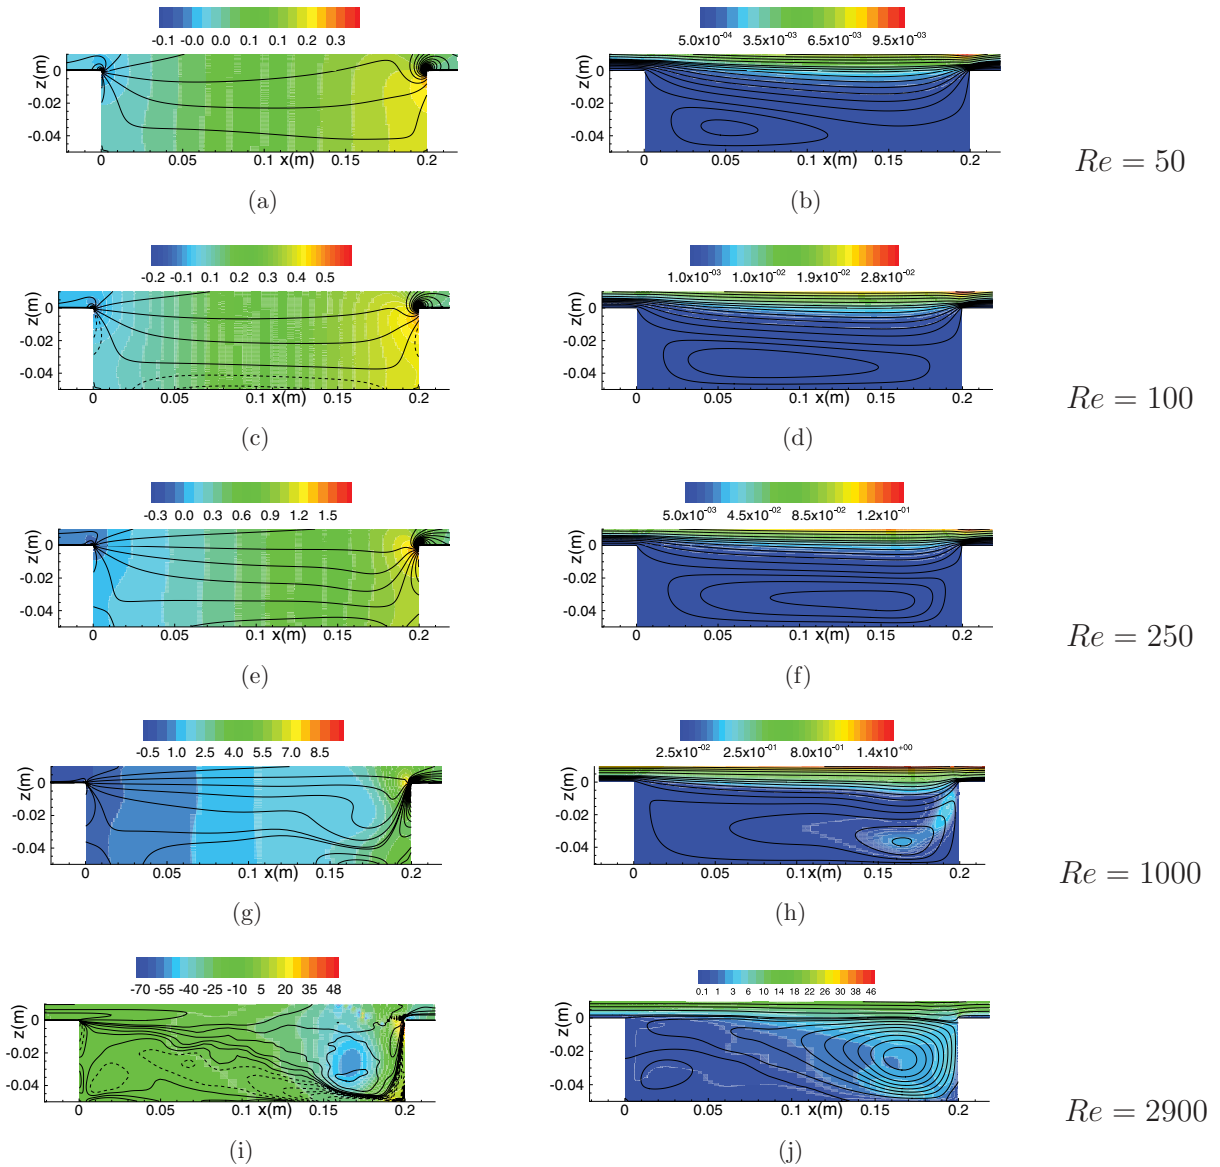 -0.1 -0.0 0.0 0.1 0.1 0.2 0.3
z(m)
0
-0.02
-0.04
0 0.05 0.1 x(m) 0.15 0.2
(a)
5.0x10⁻⁰⁴ 3.5x10⁻⁰³ 6.5x10⁻⁰³ 9.5x10⁻⁰³
z(m)
0
-0.02
-0.04
0 0.05 0.1 x(m) 0.15 0.2
(b)
Re = 50
-0.2 -0.1 0.1 0.2 0.3 0.4 0.5
z(m)
0
-0.02
-0.04
0 0.05 0.1 x(m) 0.15 0.2
(c)
1.0x10⁻⁰³ 1.0x10⁻⁰² 1.9x10⁻⁰² 2.8x10⁻⁰²
z(m)
0
-0.02
-0.04
0 0.05 0.1 x(m) 0.15 0.2
(d)
Re = 100
-0.3 0.0 0.3 0.6 0.9 1.2 1.5
z(m)
0
-0.02
-0.04
0 0.05 0.1 x(m) 0.15 0.2
(e)
5.0x10⁻⁰³ 4.5x10⁻⁰² 8.5x10⁻⁰² 1.2x10⁻⁰¹
z(m)
0
-0.02
-0.04
0 0.05 0.1 x(m) 0.15 0.2
(f)
Re = 250
-0.5 1.0 2.5 4.0 5.5 7.0 8.5
z(m)
0
-0.02
-0.04
0 0.05 0.1 x(m) 0.15 0.2
(g)
2.5x10⁻⁰² 2.5x10⁻⁰¹ 8.0x10⁻⁰¹ 1.4x10⁺⁰⁰
z(m)
0
-0.02
-0.04
0 0.05 0.1x(m) 0.15 0.2
(h)
Re = 1000
-70 -55 -40 -25 -10 5 20 35 48
z(m)
0
-0.02
-0.04
0 0.05 0.1 x(m) 0.15 0.2
(i)
0.1 1 3 6 10 14 18 22 26 30 38 46
z(m)
0
-0.02
-0.04
0 0.05 0.1 x(m) 0.15 0.2
(j)
Re = 2900